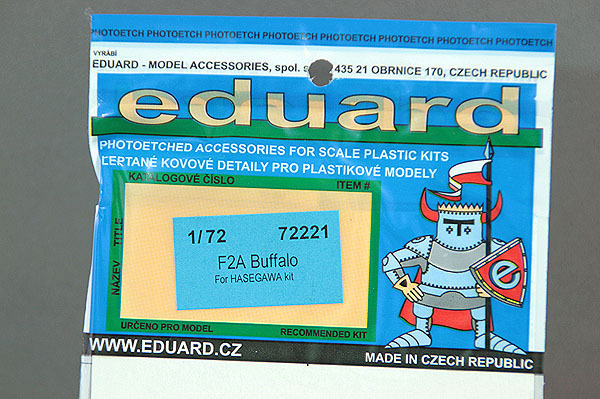 PHOTOETCH PHOTOETCH PHOTOETCH PHOTOETCH PHOTOETCH PHOTOETCH PHOTOETCH
VYRÁBÍ
EDUARD - MODEL ACCESSORIES, spol. 435 21 OBRNICE 170, CZECH REPUBLIC
eduard
PHOTOETCHED ACCESSORIES FOR SCALE PLASTIC KITS
LEPTANÉ KOVOVÉ DETAILY PRO PLASTIKOVÉ MODELY
KATALOGOVÉ ČÍSLO ITEM #
NÁZEV TITLE
1/72 72221
F2A Buffalo
For HASEGAWA kit
URČENO PRO MODEL RECOMMENDED KIT
e
WWW.EDUARD.CZ MADE IN CZECH REPUBLIC